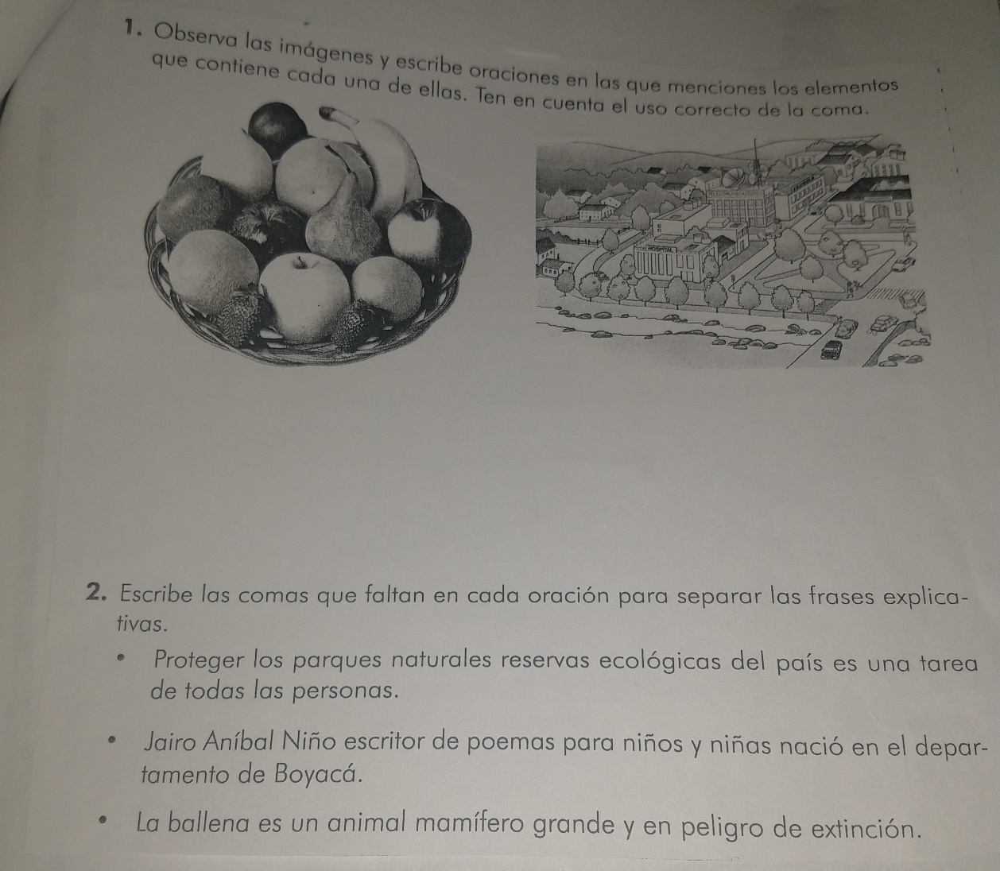 1. Observa las imágenes y escribe oraciones en las que menciones los elementos
que contiene cada una de ellas. Ten en cuenta el uso correcto de la coma.
HOSPITAL
2. Escribe las comas que faltan en cada oración para separar las frases explica-
tivas.
• Proteger los parques naturales reservas ecológicas del país es una tarea
de todas las personas.
• Jairo Aníbal Niño escritor de poemas para niños y niñas nació en el depar-
tamento de Boyacá.
• La ballena es un animal mamífero grande y en peligro de extinción.